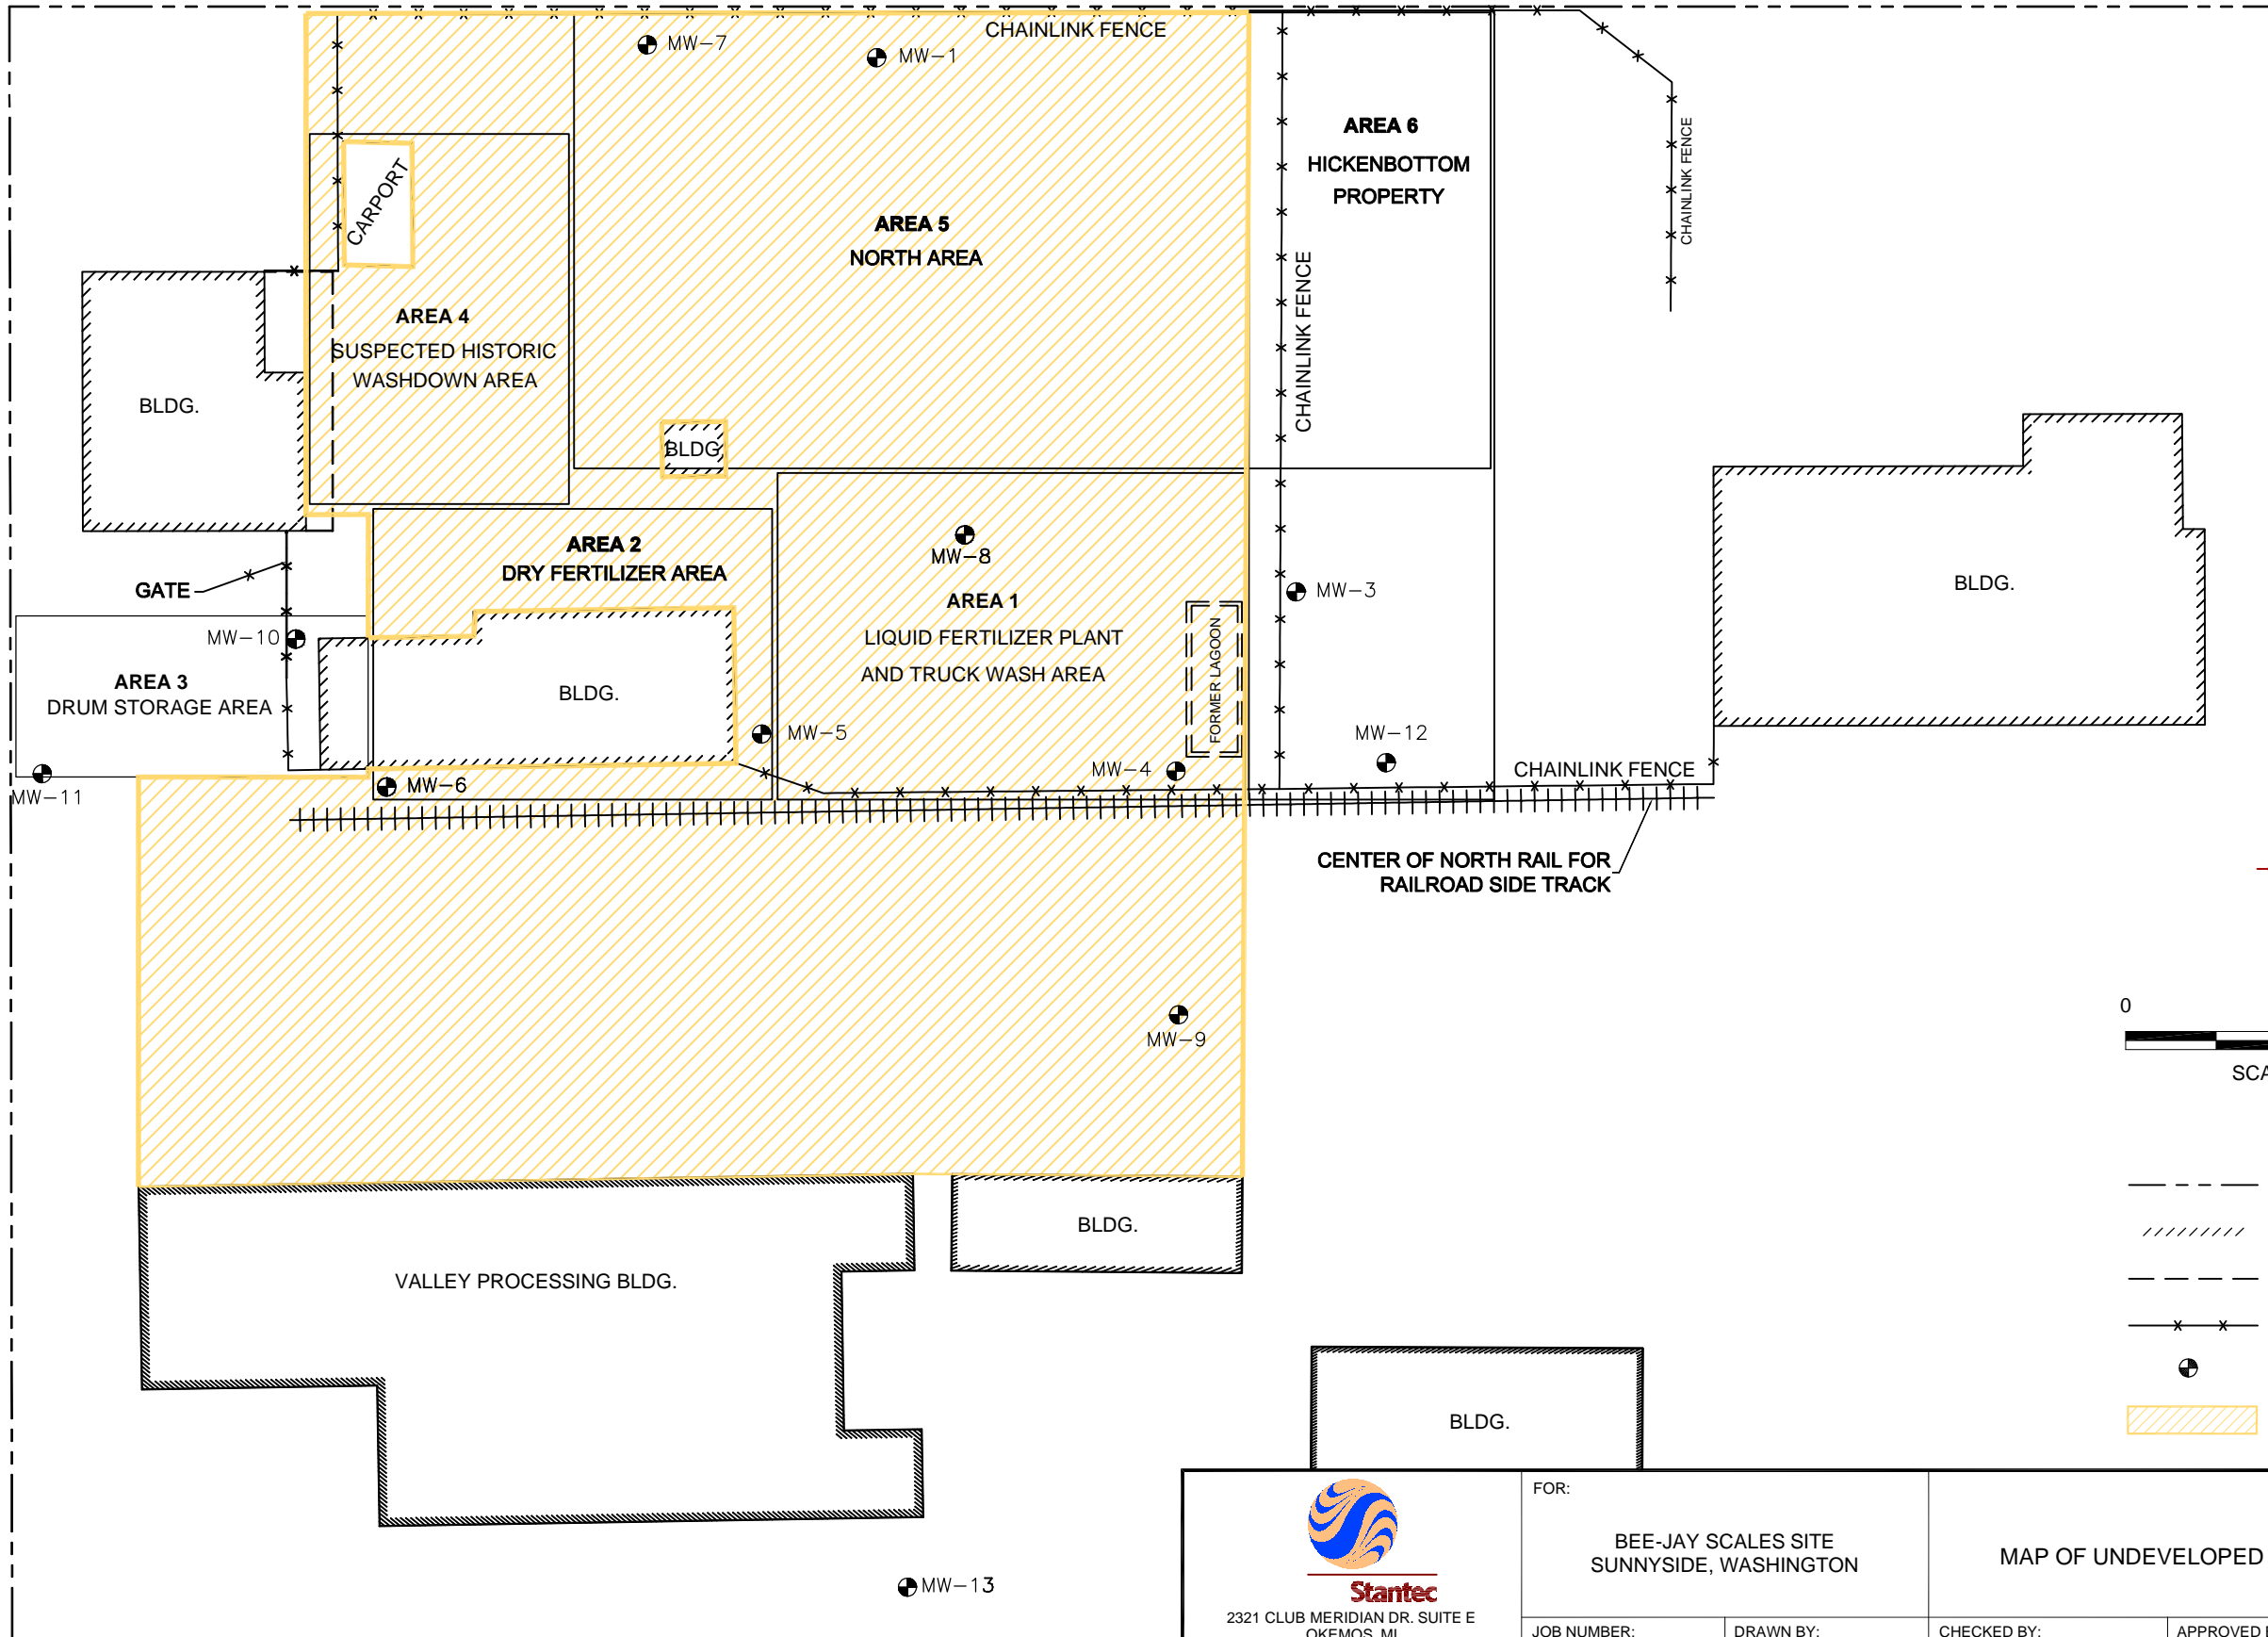 CHAINLINK FENCE
MW-7
MW-1
AREA 6
HICKENBOTTOM
PROPERTY
CHAINLINK FENCE
CARPORT
AREA 5
NORTH AREA
CHAINLINK FENCE
AREA 4
SUSPECTED HISTORIC
WASHDOWN AREA
BLDG.
BLDG
AREA 2
DRY FERTILIZER AREA
MW-8
GATE
AREA 1
LIQUID FERTILIZER PLANT
AND TRUCK WASH AREA
FORMER LAGOON
MW-3
BLDG.
MW-10
AREA 3
DRUM STORAGE AREA
BLDG.
MW-5
MW-12
MW-4
CHAINLINK FENCE
MW-6
MW-11
CENTER OF NORTH RAIL FOR
RAILROAD SIDE TRACK
0
MW-9
SCA
BLDG.
VALLEY PROCESSING BLDG.
BLDG.
MW-13
Stantec
2321 CLUB MERIDIAN DR. SUITE E
OKEMOS, MI
FOR:
BEE-JAY SCALES SITE
SUNNYSIDE, WASHINGTON
MAP OF UNDEVELOPED
JOB NUMBER:
DRAWN BY:
CHECKED BY:
APPROVED